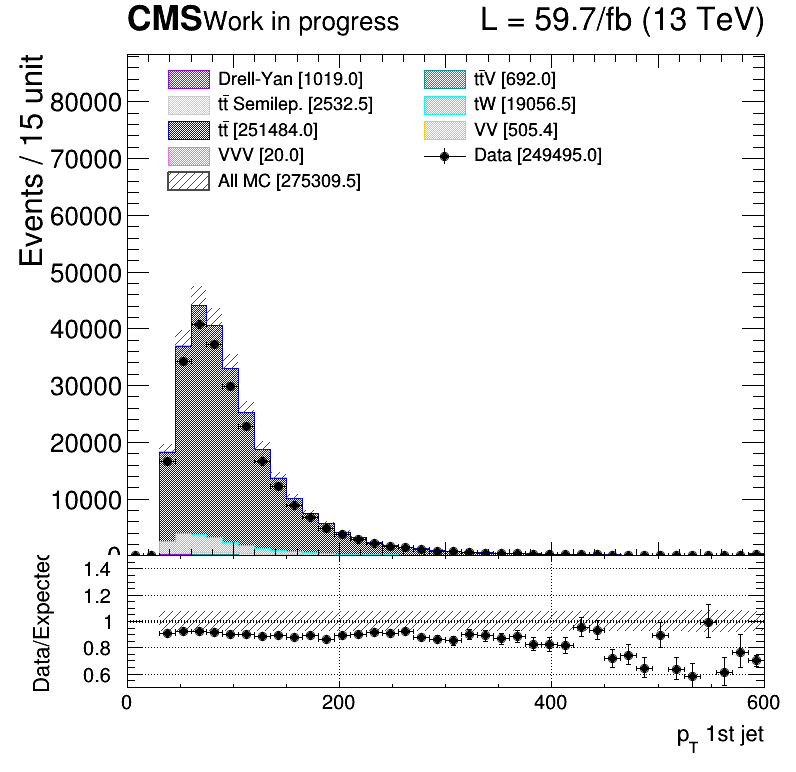 CMS Work in progress L = 59.7/fb (13 TeV)
Events / 15 unit
Drell-Yan [1019.0] tt̄V [692.0]
tt̄ Semilep. [2532.5] tW [19056.5]
tt̄ [251484.0] VV [505.4]
VVV [20.0] Data [249495.0]
All MC [275309.5]
80000
70000
60000
50000
40000
30000
20000
10000
0
Data/Expected
1.4
1.2
1
0.8
0.6
0 200 400 600
p_T 1st jet